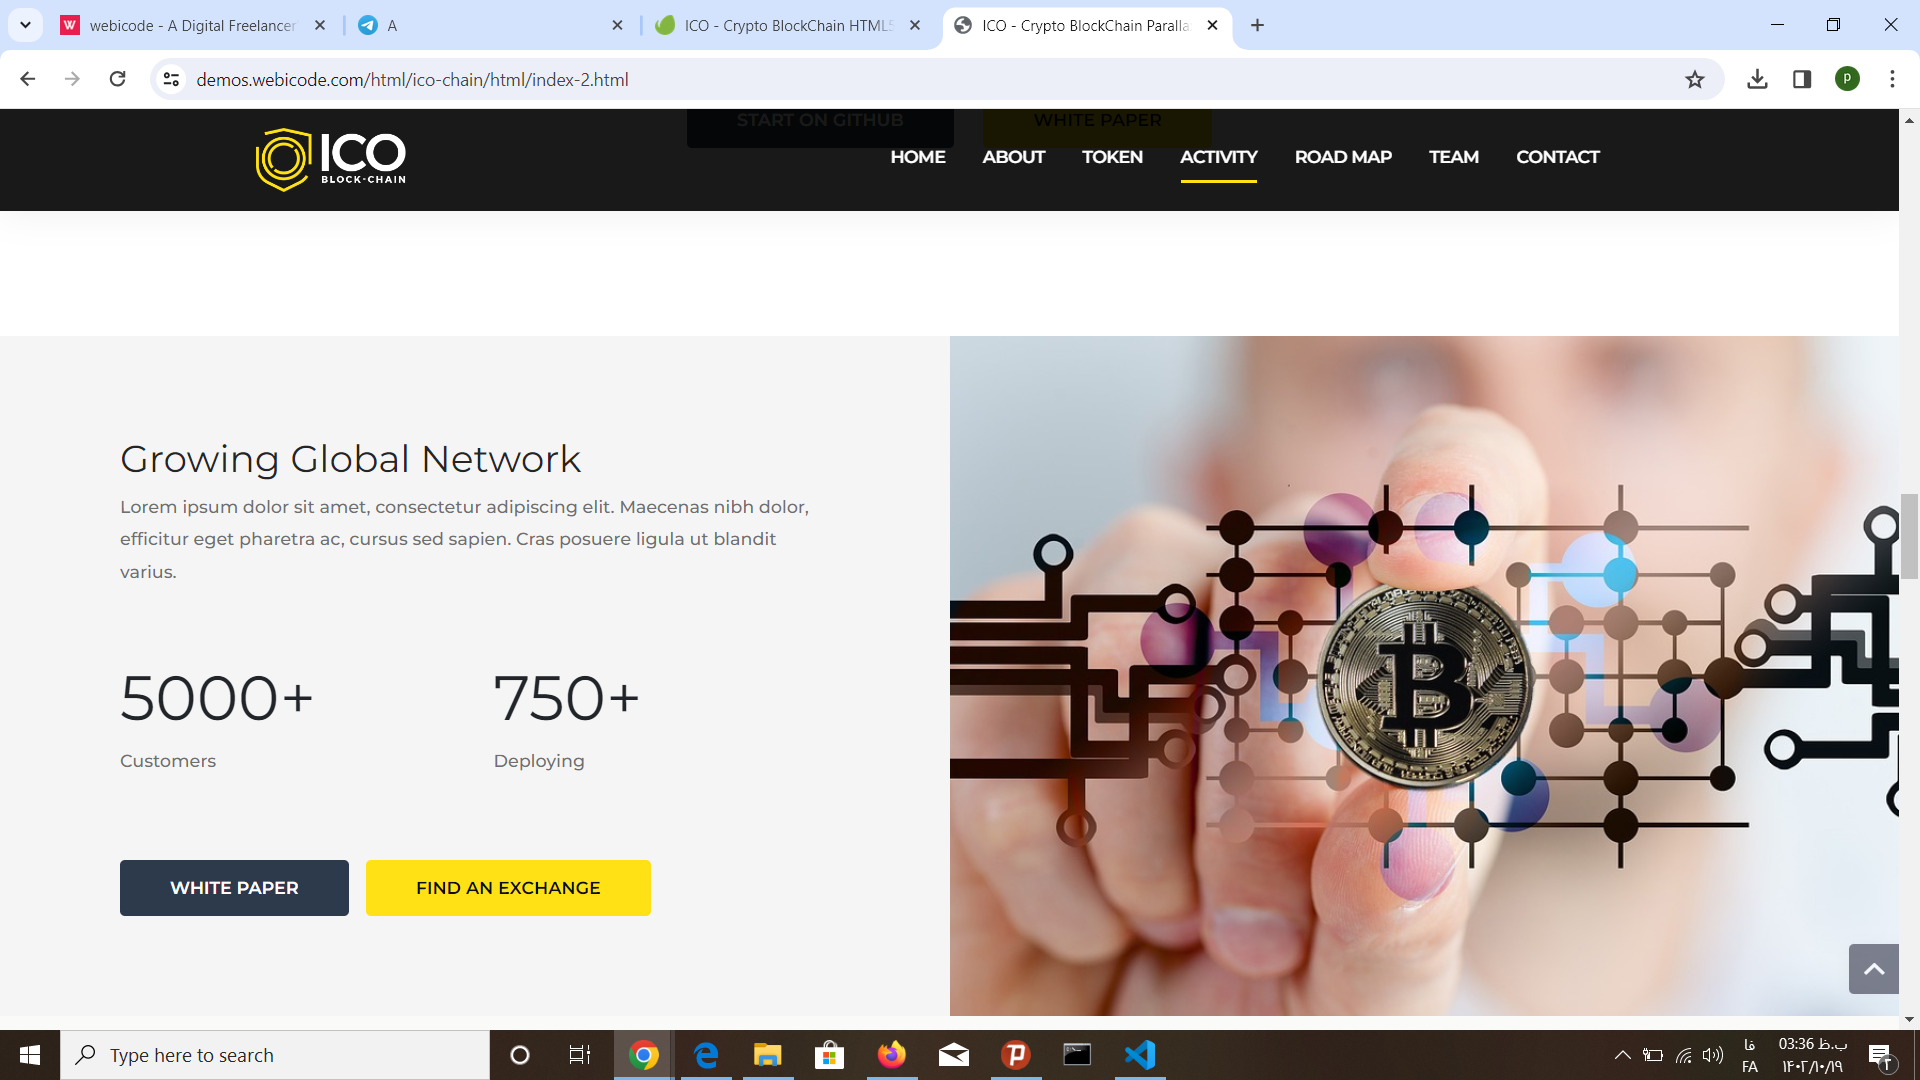 webicode - A Digital Freelancer
A
ICO - Crypto BlockChain HTML5
ICO - Crypto BlockChain Paralla
demos.webicode.com/html/ico-chain/html/index-2.html
P
START ON GITHUB
WHITE PAPER
ICO
BLOCK-CHAIN
HOME
ABOUT
TOKEN
ACTIVITY
ROAD MAP
TEAM
CONTACT
Growing Global Network
Lorem ipsum dolor sit amet, consectetur adipiscing elit. Maecenas nibh dolor,
efficitur eget pharetra ac, cursus sed sapien. Cras posuere ligula ut blandit
varius.
5000+
750+
Customers
Deploying
WHITE PAPER
FIND AN EXCHANGE
Type here to search
فا
FA
03:36 ب.ظ
۱۴۰۲/۱۰/۱۹
۲